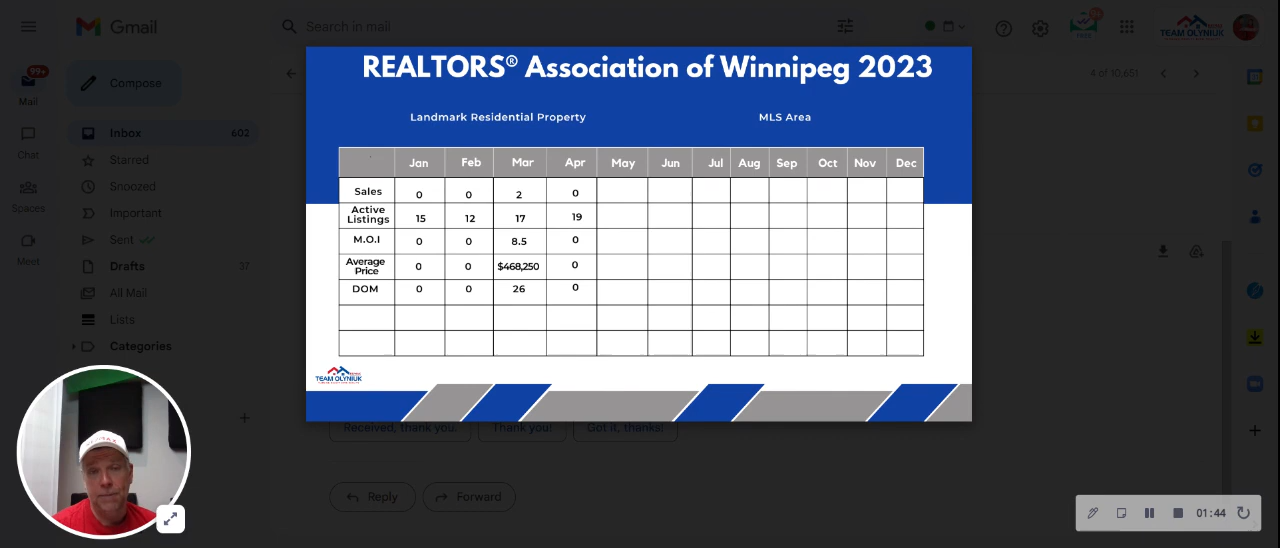 Gmail
Search in mail
TEAM OLYNIUK
99+
Compose
4 of 10,651
Mail
Inbox 602
Chat
Starred
Snoozed
Spaces
Important
Sent
Meet
Drafts 37
All Mail
Lists
Categories
REALTORS® Association of Winnipeg 2023
Landmark Residential Property MLS Area
Jan Feb Mar Apr May Jun Jul Aug Sep Oct Nov Dec
Sales 0 0 2 0
Active Listings 15 12 17 19
M.O.I 0 0 8.5 0
Average Price 0 0 $468,250 0
DOM 0 0 26 0
TEAM OLYNIUK
Received, thank you. Thank you! Got it, thanks!
Reply Forward
01:44